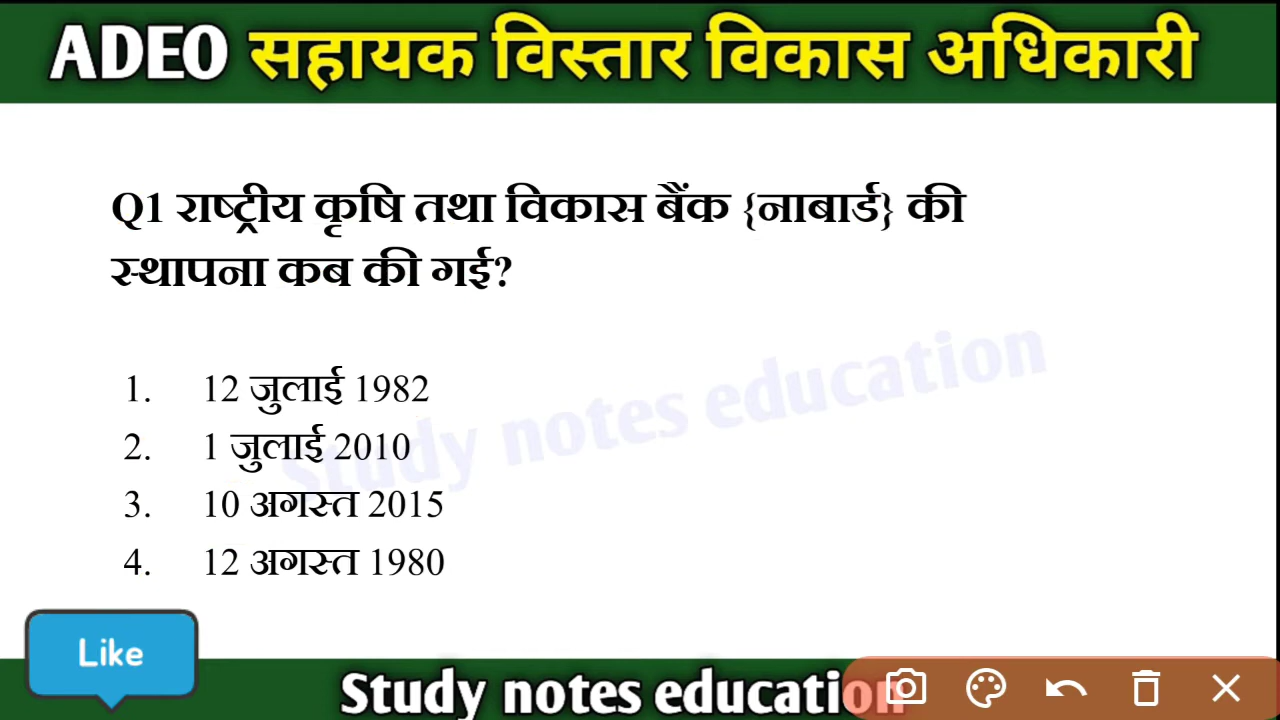 ADEO सहायक विस्तार विकास अधिकारी
Q1 राष्ट्रीय कृषि तथा विकास बैंक {नाबार्ड} की
स्थापना कब की गई?
1. 12 जुलाई 1982
2. 1 जुलाई 2010
3. 10 अगस्त 2015
4. 12 अगस्त 1980
Study notes education
Like
Study notes education